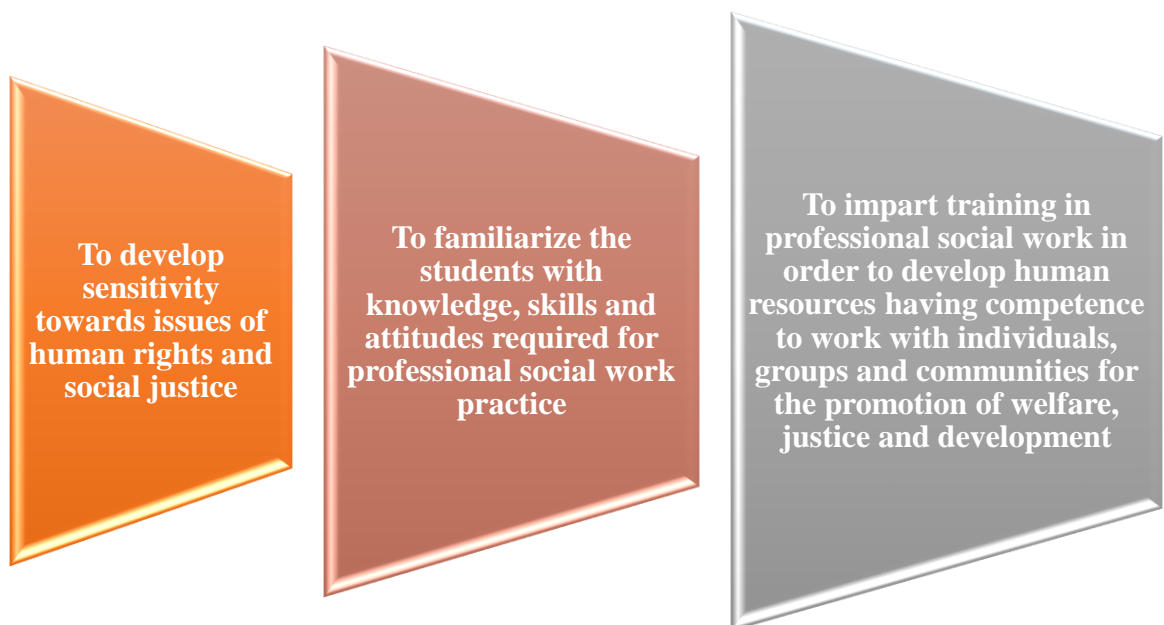 To develop
sensitivity
towards issues of
human rights and
social justice
To familiarize the
students with
knowledge, skills and
attitudes required for
professional social work
practice
To impart training in
professional social work in
order to develop human
resources having competence
to work with individuals,
groups and communities for
the promotion of welfare,
justice and development